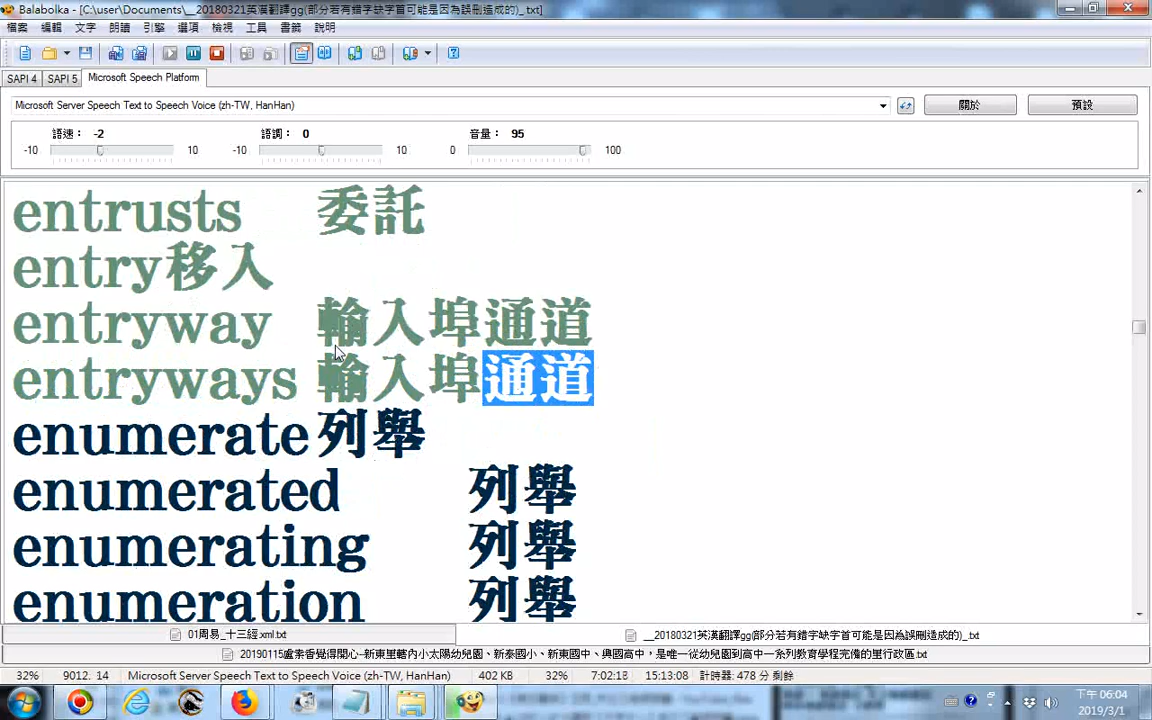 Balabolka - [C:\user\Documents\__20180321英漢翻譯gg(部分若有錯字缺字首可能是因為誤刪造成的)_.txt]
檔案 編輯 文字 朗讀 引擎 選項 檢視 工具 書籤 說明
SAPI 4 SAPI 5 Microsoft Speech Platform
Microsoft Server Speech Text to Speech Voice (zh-TW, HanHan) 關於 預設
語速： -2 語調： 0 音量： 95
-10 10 -10 10 0 100
entrusts 委託
entry移入
entryway 輸入埠通道
entryways 輸入埠通道
enumerate列舉
enumerated 列舉
enumerating 列舉
enumeration 列舉
01周易_十三經.xml.txt __20180321英漢翻譯gg(部分若有錯字缺字首可能是因為誤刪造成的)_.txt
20190115盧素香覺得開心~新東里轄內小太陽幼兒園、新泰國小、新東國中、興國高中，是唯一從幼兒園到高中一系列教育學程完備的里行政區.txt
32% 9012. 14 Microsoft Server Speech Text to Speech Voice (zh-TW, HanHan) 402 KB 32% 7:02:18 15:13:08 計時器: 478 分 剩餘
下午 06:04
2019/3/1